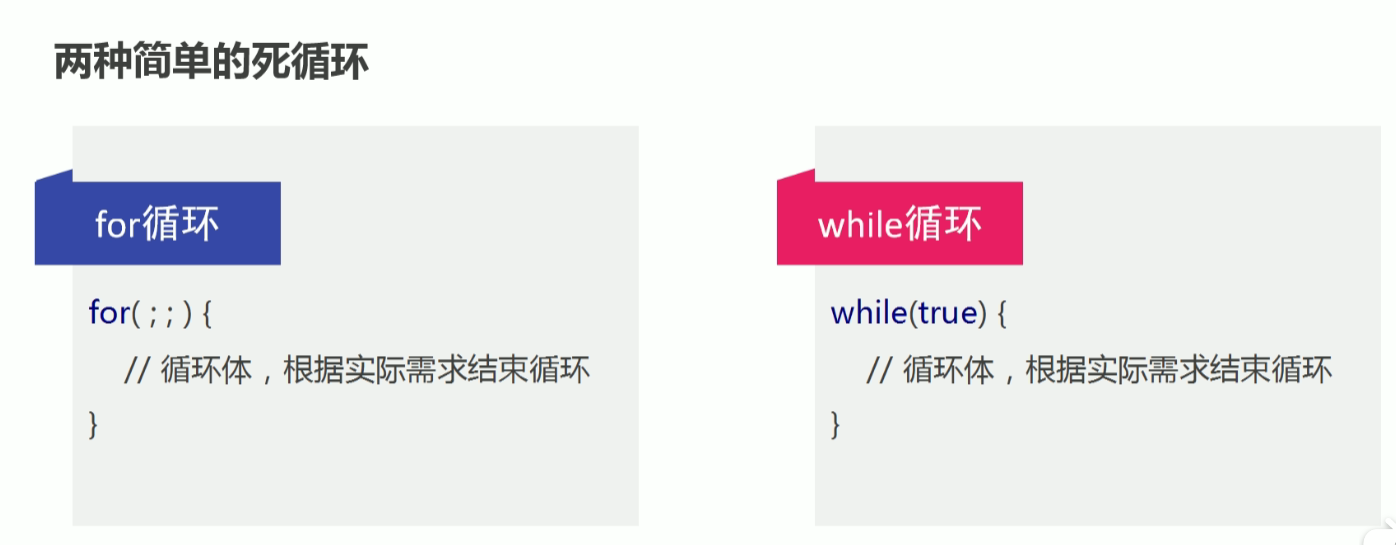 两种简单的死循环
for循环
for( ; ; ) {
// 循环体，根据实际需求结束循环
}
while循环
while(true) {
// 循环体，根据实际需求结束循环
}